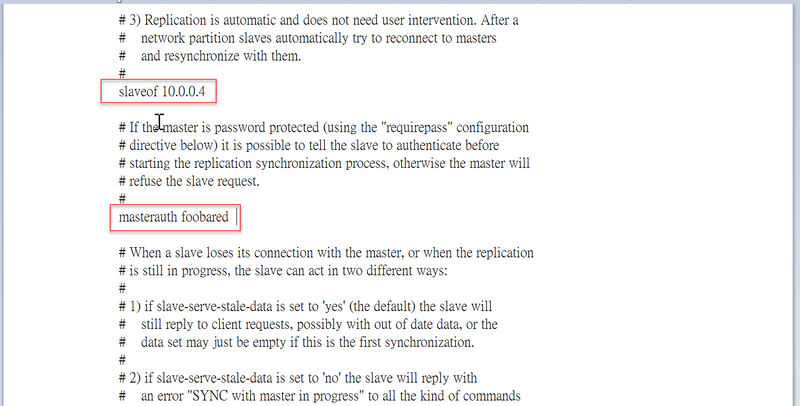 # 3) Replication is automatic and does not need user intervention. After a
#    network partition slaves automatically try to reconnect to masters
#    and resynchronize with them.
#
slaveof 10.0.0.4
# If the master is password protected (using the "requirepass" configuration
# directive below) it is possible to tell the slave to authenticate before
# starting the replication synchronization process, otherwise the master will
# refuse the slave request.
#
masterauth foobared
# When a slave loses its connection with the master, or when the replication
# is still in progress, the slave can act in two different ways:
#
# 1) if slave-serve-stale-data is set to 'yes' (the default) the slave will
#    still reply to client requests, possibly with out of date data, or the
#    data set may just be empty if this is the first synchronization.
#
# 2) if slave-serve-stale-data is set to 'no' the slave will reply with
#    an error "SYNC with master in progress" to all the kind of commands